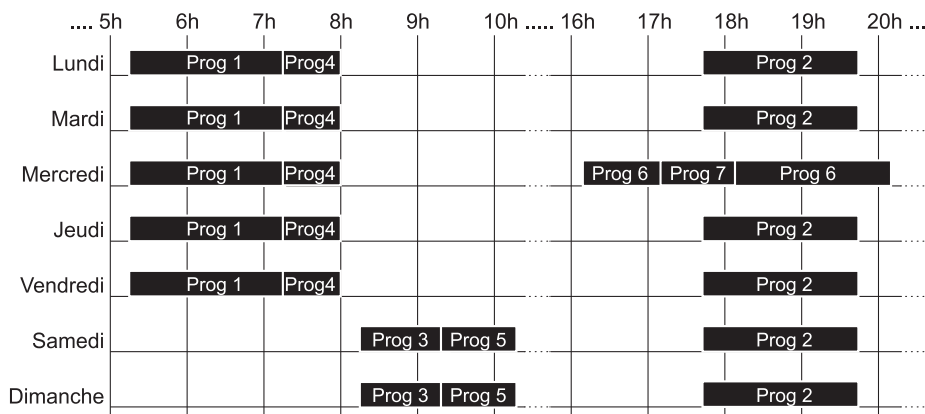 .... 5h 6h 7h 8h 9h 10h ..... 16h 17h 18h 19h 20h ...
Lundi Prog 1 Prog4 Prog 2
Mardi Prog 1 Prog4 Prog 2
Mercredi Prog 1 Prog4 Prog 6 Prog 7 Prog 6
Jeudi Prog 1 Prog4 Prog 2
Vendredi Prog 1 Prog4 Prog 2
Samedi Prog 3 Prog 5 Prog 2
Dimanche Prog 3 Prog 5 Prog 2